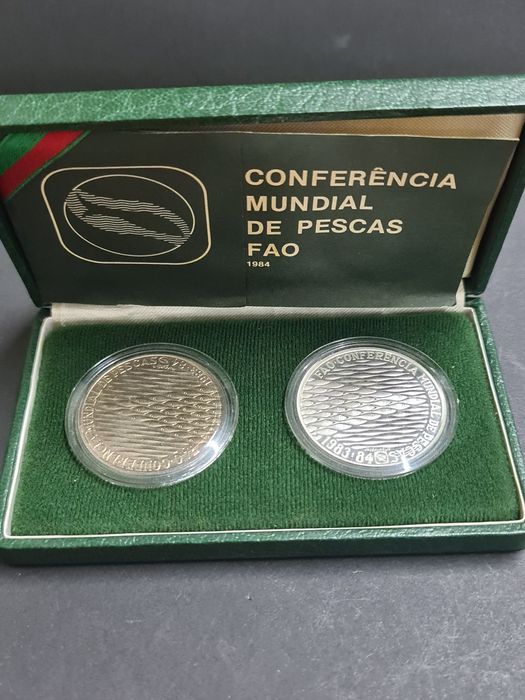 CONFERÊNCIA
MUNDIAL
DE PESCAS
FAO
1984
FAO·CONFERÊNCIA MUNDIAL DE PESCAS
1983·84